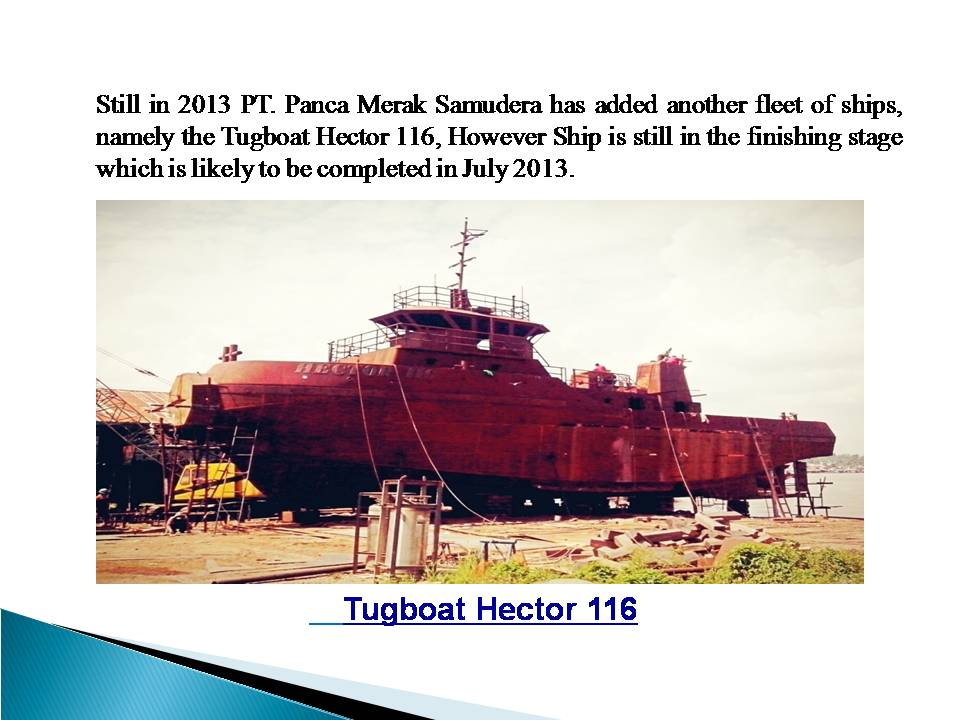 Still in 2013 PT. Panca Merak Samudera has added another fleet of ships,
namely the Tugboat Hector 116, However Ship is still in the finishing stage
which is likely to be completed in July 2013.
HECTOR
Tugboat Hector 116